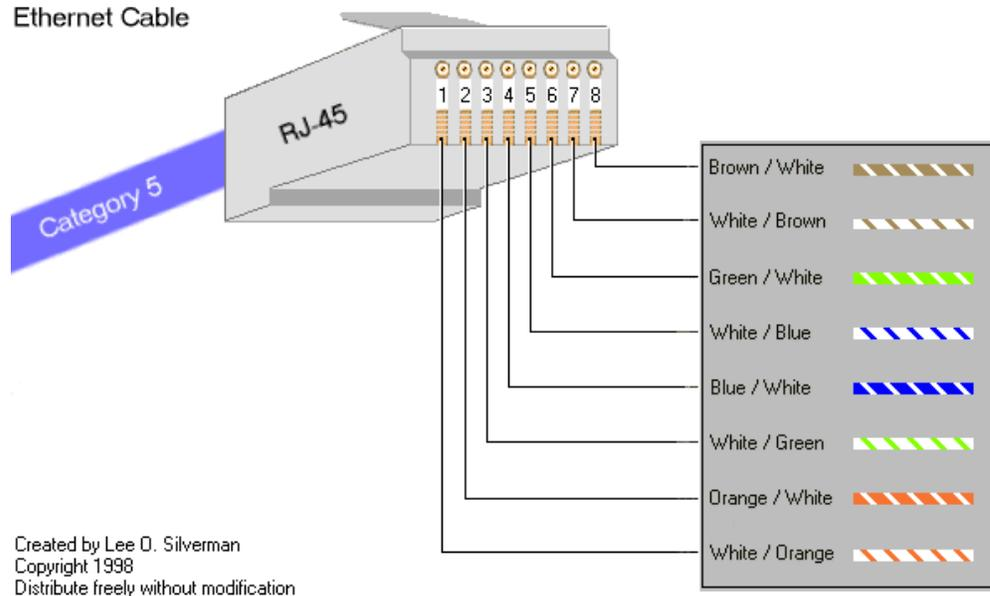 Ethernet Cable
RJ-45
1 2 3 4 5 6 7 8
Category 5
Brown / White
White / Brown
Green / White
White / Blue
Blue / White
White / Green
Orange / White
White / Orange
Created by Lee O. Silverman
Copyright 1998
Distribute freely without modification